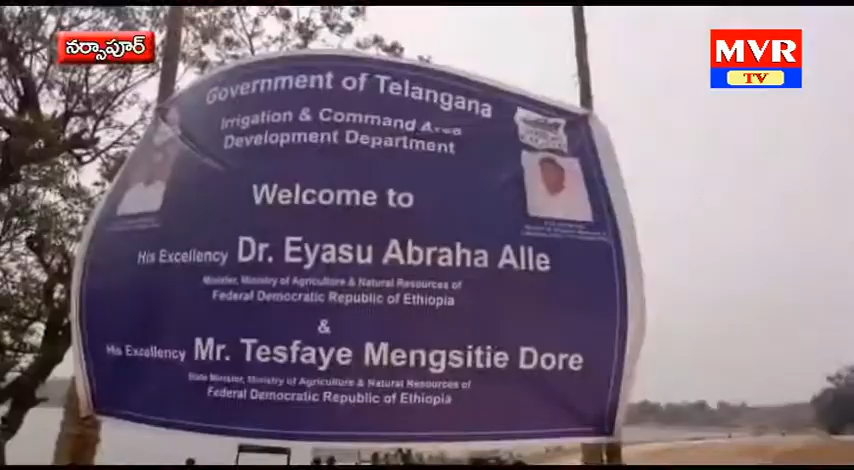 నర్సాపూర్
MVR
TV
Government of Telangana
Irrigation & Command Area
Development Department
Welcome to
His Excellency Dr. Eyasu Abraha Alle
Minister, Ministry of Agriculture & Natural Resources of
Federal Democratic Republic of Ethiopia
&
His Excellency Mr. Tesfaye Mengsitie Dore
State Minister, Ministry of Agriculture & Natural Resources of
Federal Democratic Republic of Ethiopia